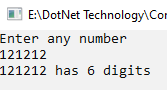 E:\DotNet Technology\Cor
Enter any number
121212
121212 has 6 digits